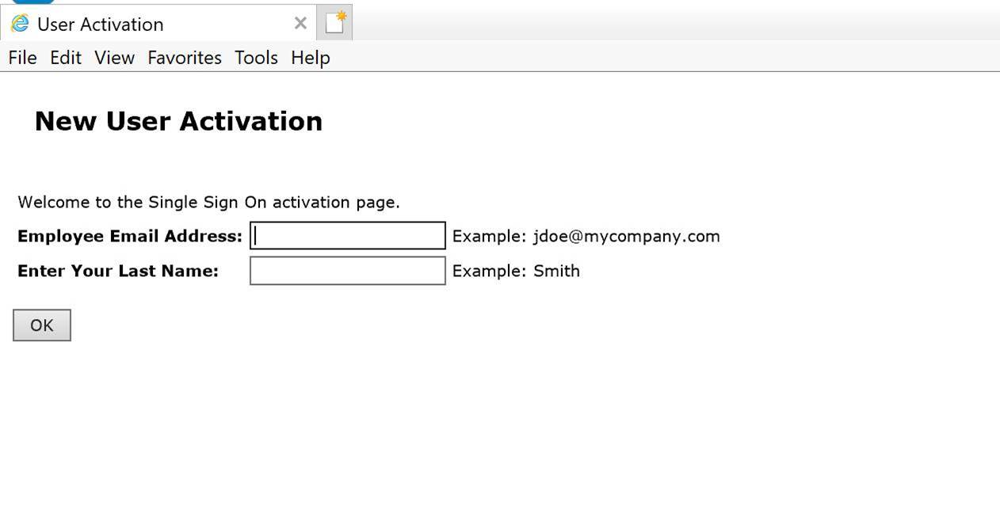 User Activation
File Edit View Favorites Tools Help
New User Activation
Welcome to the Single Sign On activation page.
Employee Email Address: Example: jdoe@mycompany.com
Enter Your Last Name: Example: Smith
OK